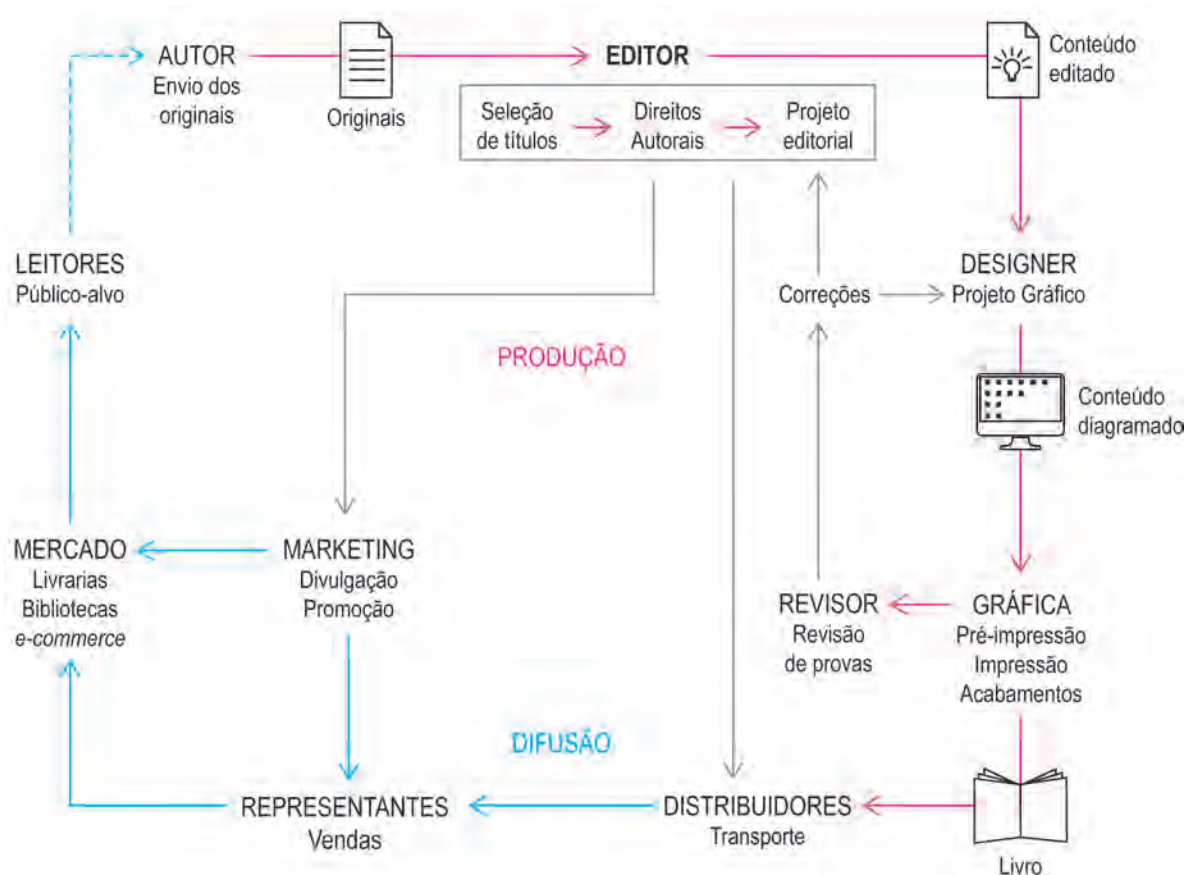 AUTOR
Envio dos
originais
Originais
EDITOR
Seleção
de títulos
Direitos
Autorais
Projeto
editorial
Conteúdo
editado
LEITORES
Público-alvo
Correções
DESIGNER
Projeto Gráfico
PRODUÇÃO
Conteúdo
diagramado
MERCADO
Livrarias
Bibliotecas
e-commerce
MARKETING
Divulgação
Promoção
REVISOR
Revisão
de provas
GRÁFICA
Pré-impressão
Impressão
Acabamentos
DIFUSÃO
REPRESENTANTES
Vendas
DISTRIBUIDORES
Transporte
Livro